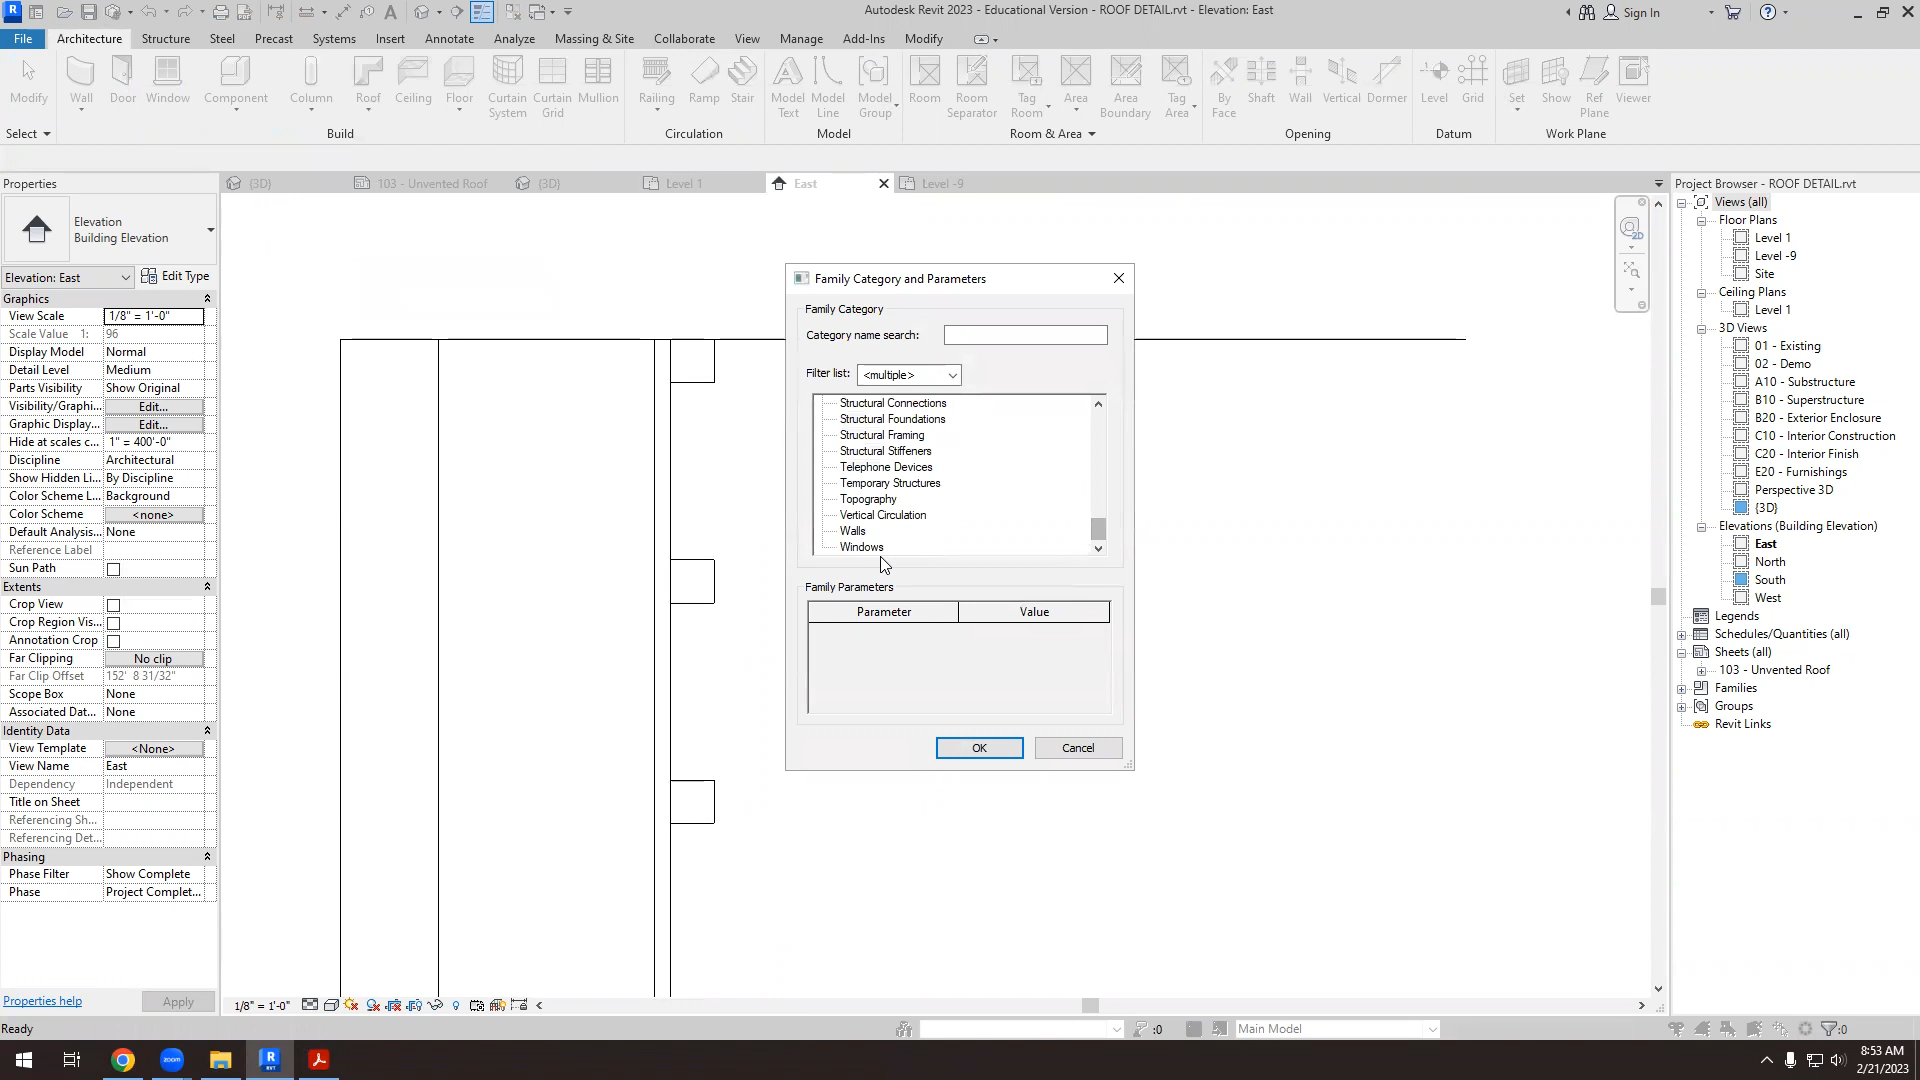 Autodesk Revit 2023 - Educational Version - ROOF DETAIL.rvt - Elevation: East
Sign In
File Architecture Structure Steel Precast Systems Insert Annotate Analyze Massing & Site Collaborate View Manage Add-Ins Modify
Modify
Wall
Door
Window
Component
Column
Roof
Ceiling
Floor
Curtain System
Curtain Grid
Mullion
Railing
Ramp
Stair
Model Text
Model Line
Model Group
Room
Room Separator
Tag Room
Area
Area Boundary
Tag Area
By Face
Shaft
Wall
Vertical
Dormer
Level
Grid
Set
Show
Ref Plane
Viewer
Select Build Circulation Model Room & Area Opening Datum Work Plane
Properties
{3D} 103 - Unvented Roof {3D} Level 1 East Level -9
Elevation
Building Elevation
Elevation: East Edit Type
Graphics
View Scale 1/8" = 1'-0"
Scale Value 1: 96
Display Model Normal
Detail Level Medium
Parts Visibility Show Original
Visibility/Graphi... Edit...
Graphic Display... Edit...
Hide at scales c... 1" = 400'-0"
Discipline Architectural
Show Hidden Li... By Discipline
Color Scheme L... Background
Color Scheme <none>
Default Analysis... None
Reference Label
Sun Path
Extents
Crop View
Crop Region Vis...
Annotation Crop
Far Clipping No clip
Far Clip Offset 152' 8 31/32"
Scope Box None
Associated Dat... None
Identity Data
View Template <None>
View Name East
Dependency Independent
Title on Sheet
Referencing Sh...
Referencing Det...
Phasing
Phase Filter Show Complete
Phase Project Complet...
Properties help Apply
Family Category and Parameters
Family Category
Category name search:
Filter list: <multiple>
Structural Connections
Structural Foundations
Structural Framing
Structural Stiffeners
Telephone Devices
Temporary Structures
Topography
Vertical Circulation
Walls
Windows
Family Parameters
Parameter Value
OK Cancel
2D
Project Browser - ROOF DETAIL.rvt
Views (all)
Floor Plans
Level 1
Level -9
Site
Ceiling Plans
Level 1
3D Views
01 - Existing
02 - Demo
A10 - Substructure
B10 - Superstructure
B20 - Exterior Enclosure
C10 - Interior Construction
C20 - Interior Finish
E20 - Furnishings
Perspective 3D
{3D}
Elevations (Building Elevation)
East
North
South
West
Legends
Schedules/Quantities (all)
Sheets (all)
103 - Unvented Roof
Families
Groups
Revit Links
1/8" = 1'-0"
Ready
:0
Main Model
:0
zoom
R
RVT
8:53 AM
2/21/2023